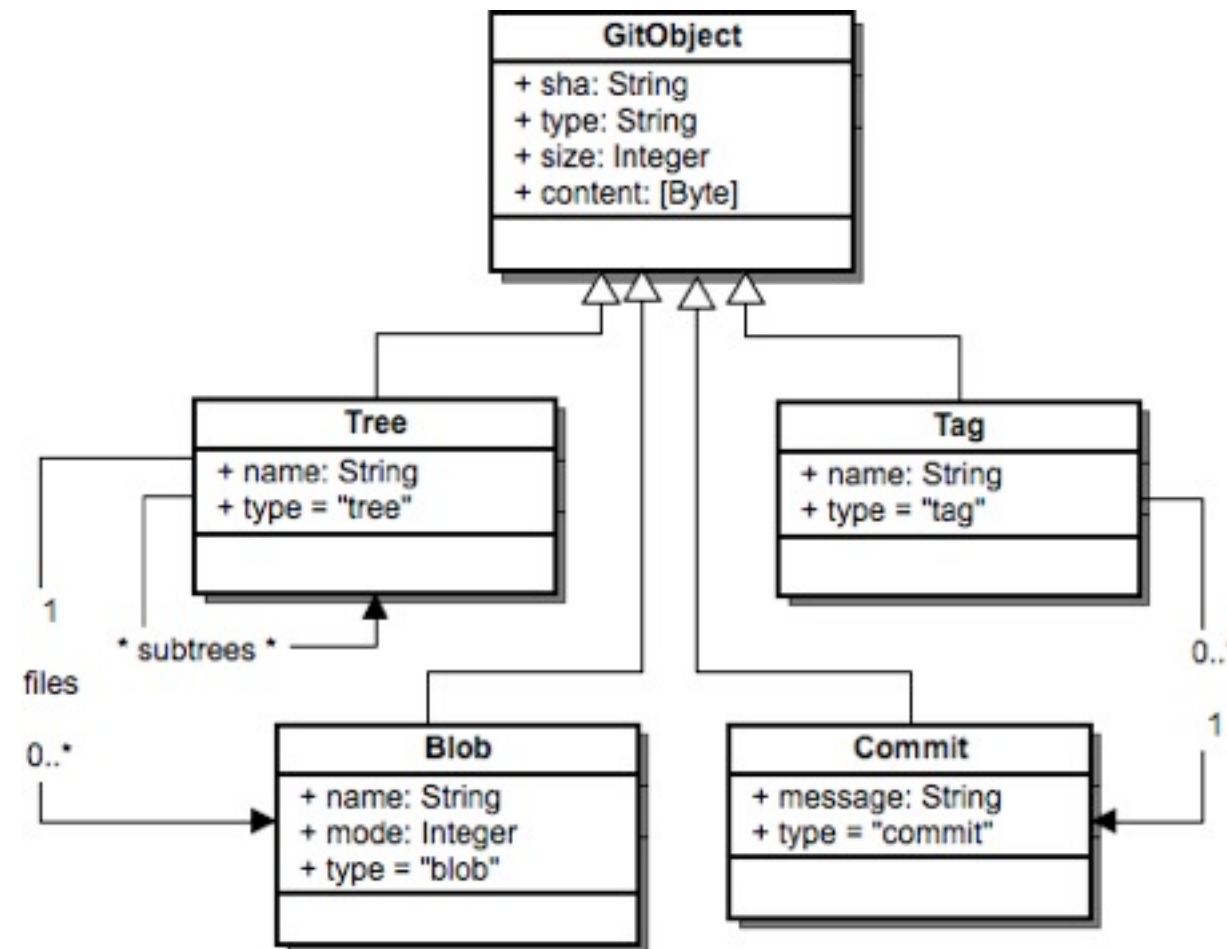 GitObject
+ sha: String
+ type: String
+ size: Integer
+ content: [Byte]
Tree
+ name: String
+ type = "tree"
Tag
+ name: String
+ type = "tag"
1
* subtrees *
files
0..*
0..*
1
Blob
+ name: String
+ mode: Integer
+ type = "blob"
Commit
+ message: String
+ type = "commit"